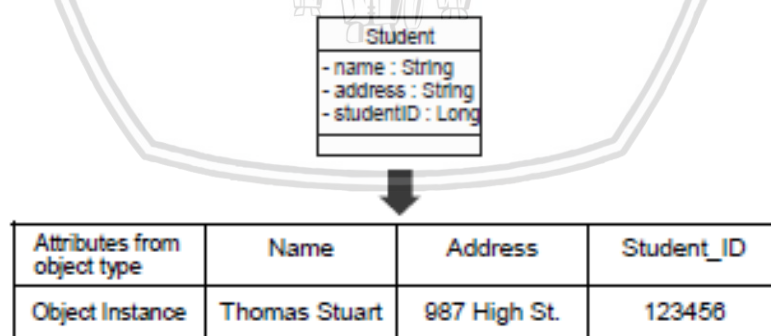 Student
- name : String
- address : String
- studentID : Long
Attributes from
object type
Name
Address
Student_ID
Object Instance
Thomas Stuart
987 High St.
123456